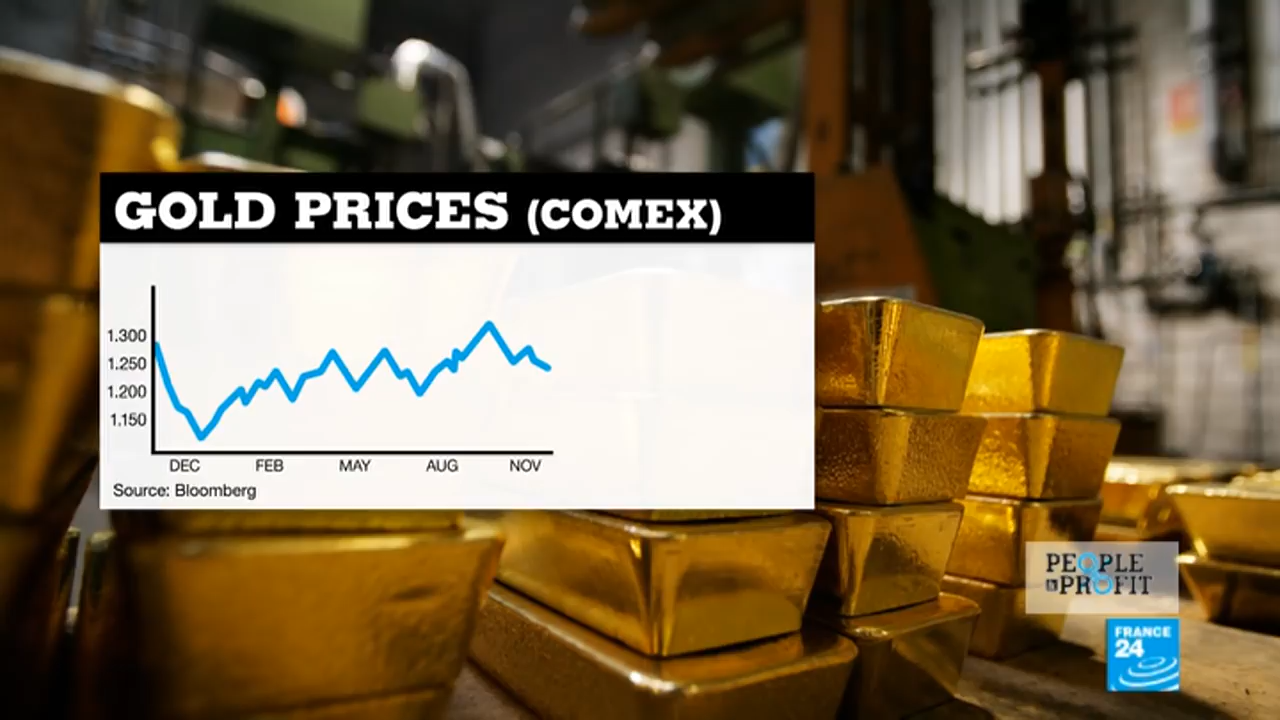 GOLD PRICES (COMEX)
1.300
1.250
1.200
1.150
DEC FEB MAY AUG NOV
Source: Bloomberg
PEOPLE
& PROFIT
FRANCE
24